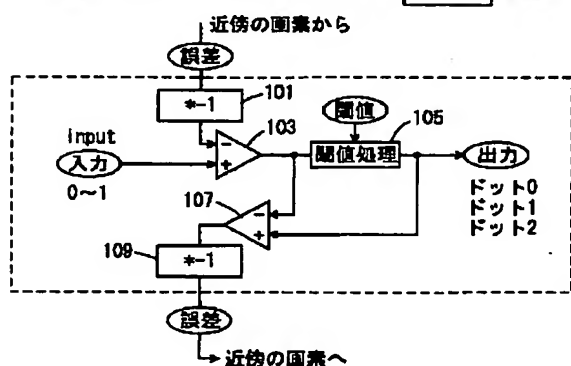 近傍の画素から
誤差
*-1
101
103
閾値
105
input
入力
0~1
閾値処理
出力
ドット0
ドット1
ドット2
107
109
*-1
誤差
近傍の画素へ